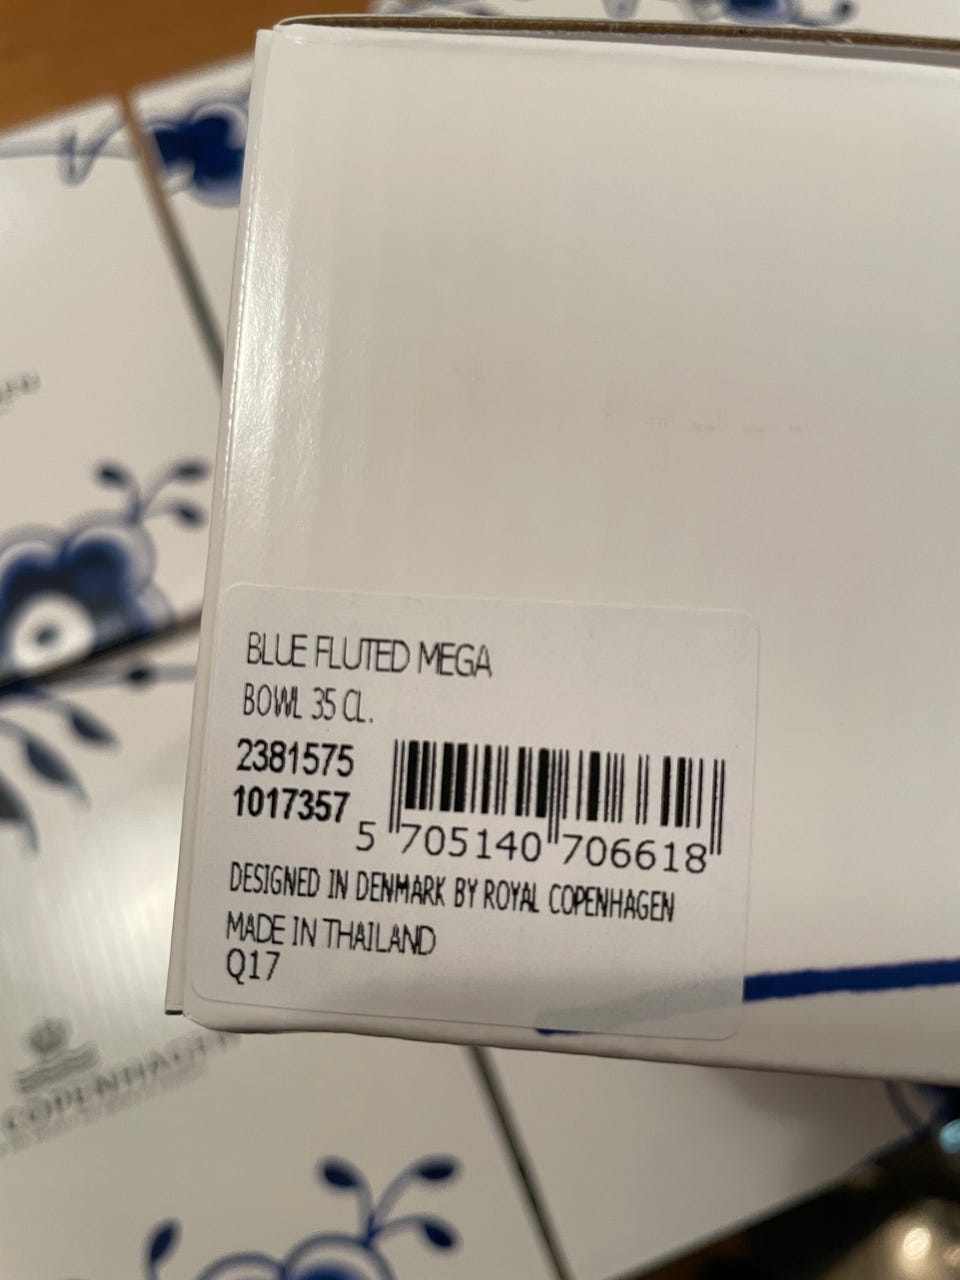 BLUE FLUTED MEGA
BOWL 35 CL.
2381575
1017357
5 705140 706618
DESIGNED IN DENMARK BY ROYAL COPENHAGEN
MADE IN THAILAND
Q17
COPENHAGEN